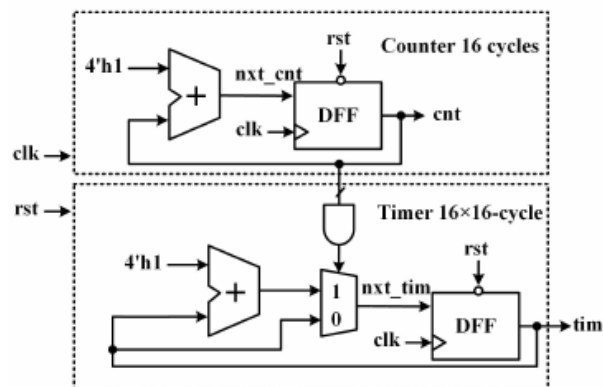 rst
Counter 16 cycles
4'h1
nxt_cnt
+
DFF
cnt
clk
clk
rst
Timer 16×16-cycle
4'h1
rst
+
1
nxt_tim
0
DFF
tim
clk